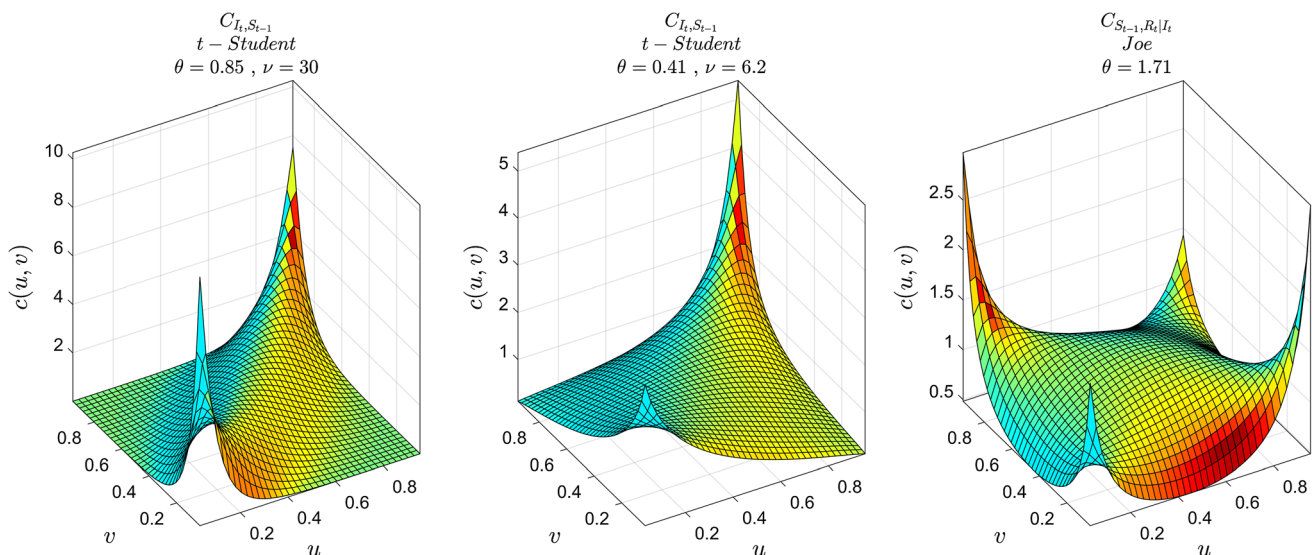 C_{I_t,S_{t-1}}
t − Student
θ = 0.85 , ν = 30
10
8
6
4
2
c(u, v)
0.8
0.6
0.4
0.2
v
0.2
0.4
0.6
0.8
u
C_{I_t,S_{t-1}}
t − Student
θ = 0.41 , ν = 6.2
5
4
3
2
1
c(u, v)
0.8
0.6
0.4
0.2
v
0.2
0.4
0.6
0.8
u
C_{S_{t-1},R_t|I_t}
Joe
θ = 1.71
2.5
2
1.5
1
0.5
c(u, v)
0.8
0.6
0.4
0.2
v
0.2
0.4
0.6
0.8
u